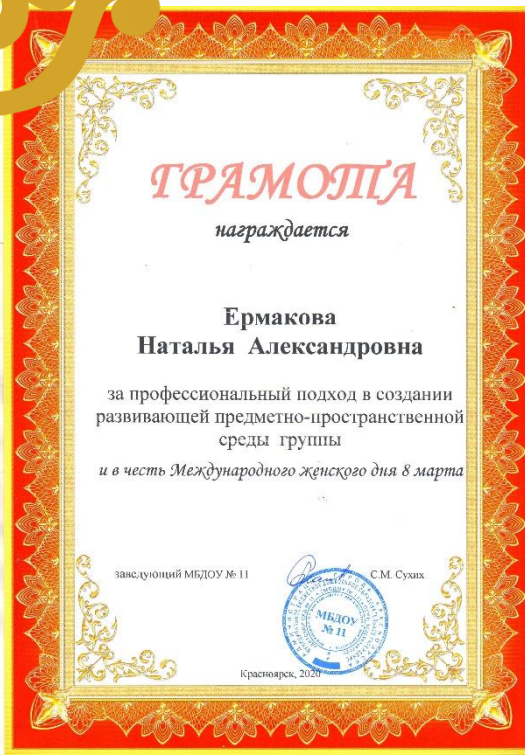 ГРАМОТА
награждается
Ермакова
Наталья Александровна
за профессиональный подход в создании
развивающей предметно-пространственной
среды группы
и в честь Международного женского дня 8 марта
заведующий МБДОУ № 11 С.М. Сухих
МБДОУ
№ 11
Красноярск, 2020